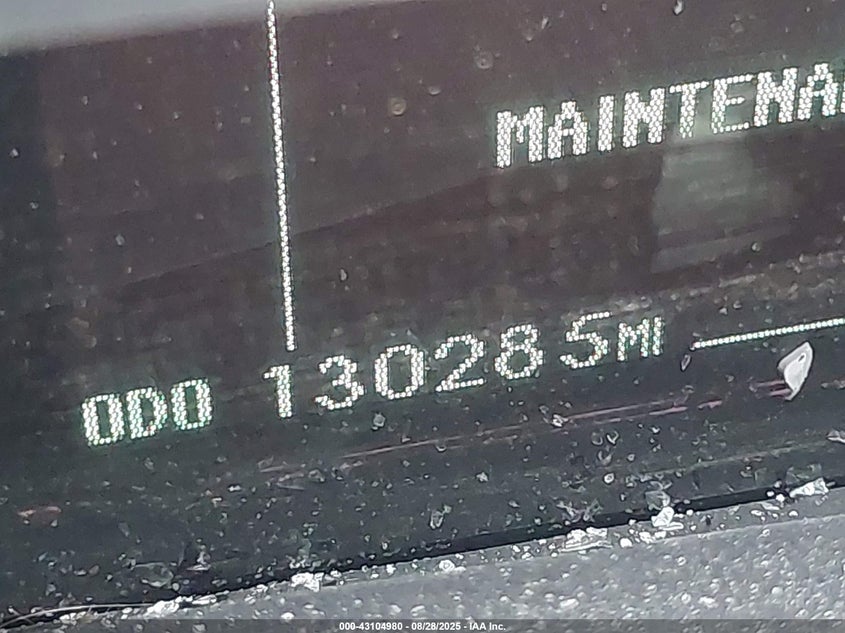 MAINTENA
ODO 130285MI
000-43104980 - 08/28/2025 - IAA Inc.